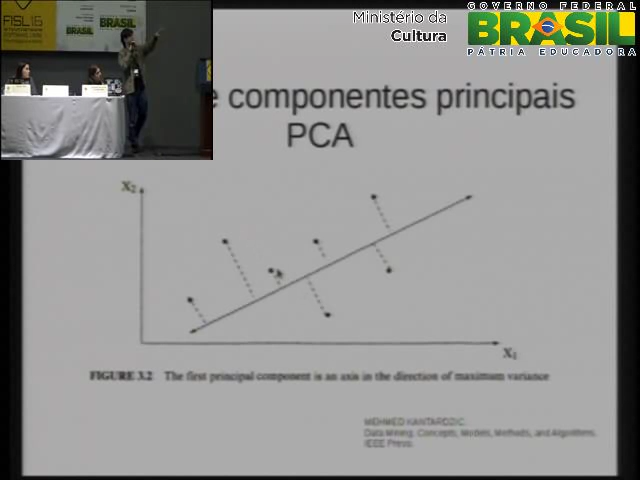 Ministério da
Cultura
GOVERNO FEDERAL
BRASIL
PÁTRIA EDUCADORA
FISL16
BRASIL
BRASIL
e componentes principais
PCA
X2
X1
FIGURE 3.2 The first principal component is an axis in the direction of maximum variance
MEHMED KANTARDZIC.
Data Mining: Concepts, Models, Methods, and Algorithms.
IEEE Press.